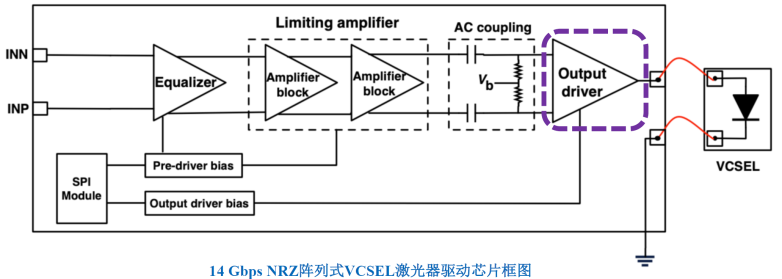 Limiting amplifier
AC coupling
INN
INP
Equalizer
Amplifier
block
Amplifier
block
Vb
Output
driver
VCSEL
SPI
Module
Pre-driver bias
Output driver bias
14 Gbps NRZ阵列式VCSEL激光器驱动芯片框图